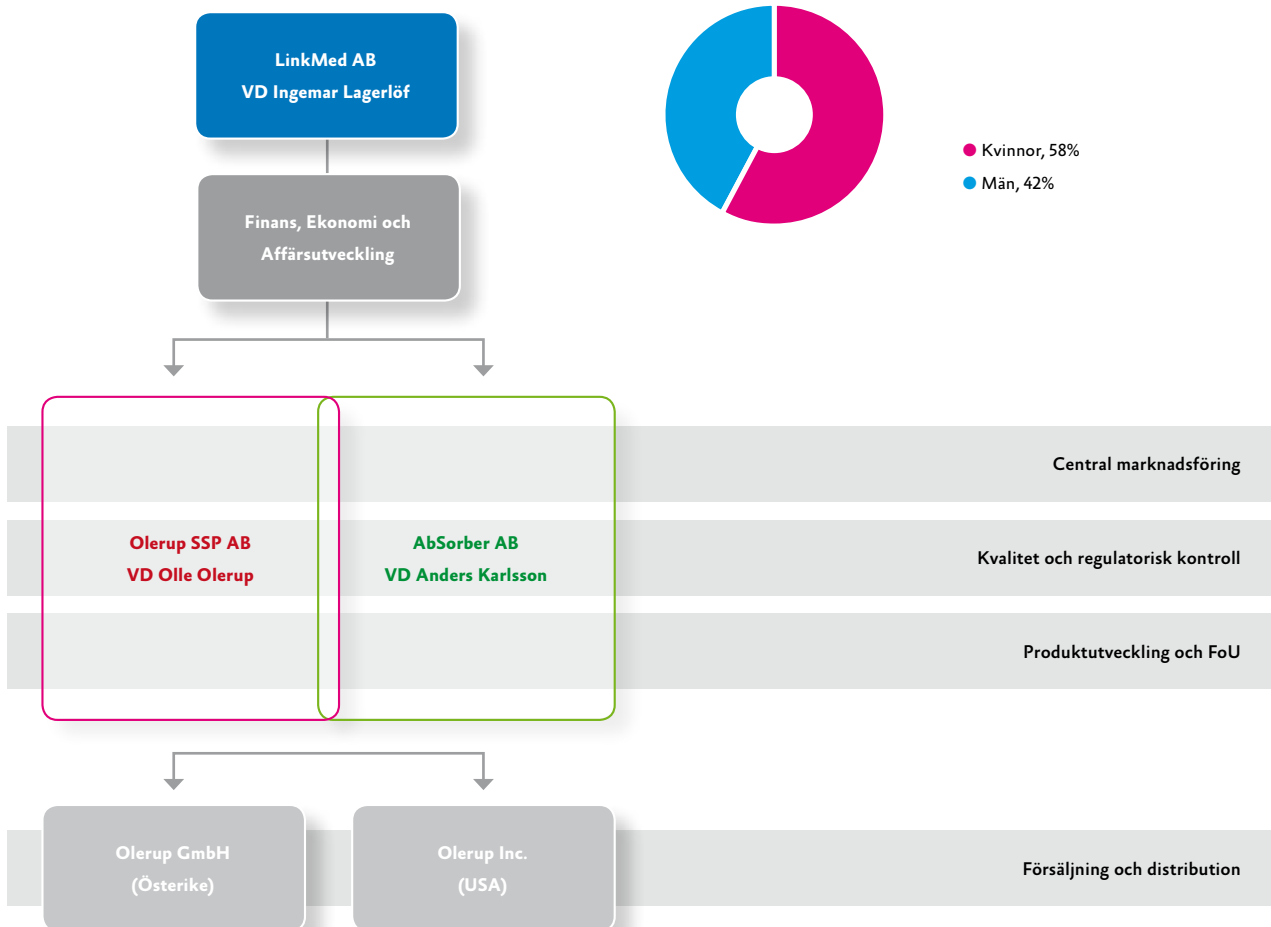 LinkMed AB
VD Ingemar Lagerlöf
Kvinnor, 58%
Män, 42%
Finans, Ekonomi och
Affärsutveckling
Central marknadsföring
Olerup SSP AB
VD Olle Olerup
AbSorber AB
VD Anders Karlsson
Kvalitet och regulatorisk kontroll
Produktutveckling och FoU
Olerup GmbH
(Österike)
Olerup Inc.
(USA)
Försäljning och distribution